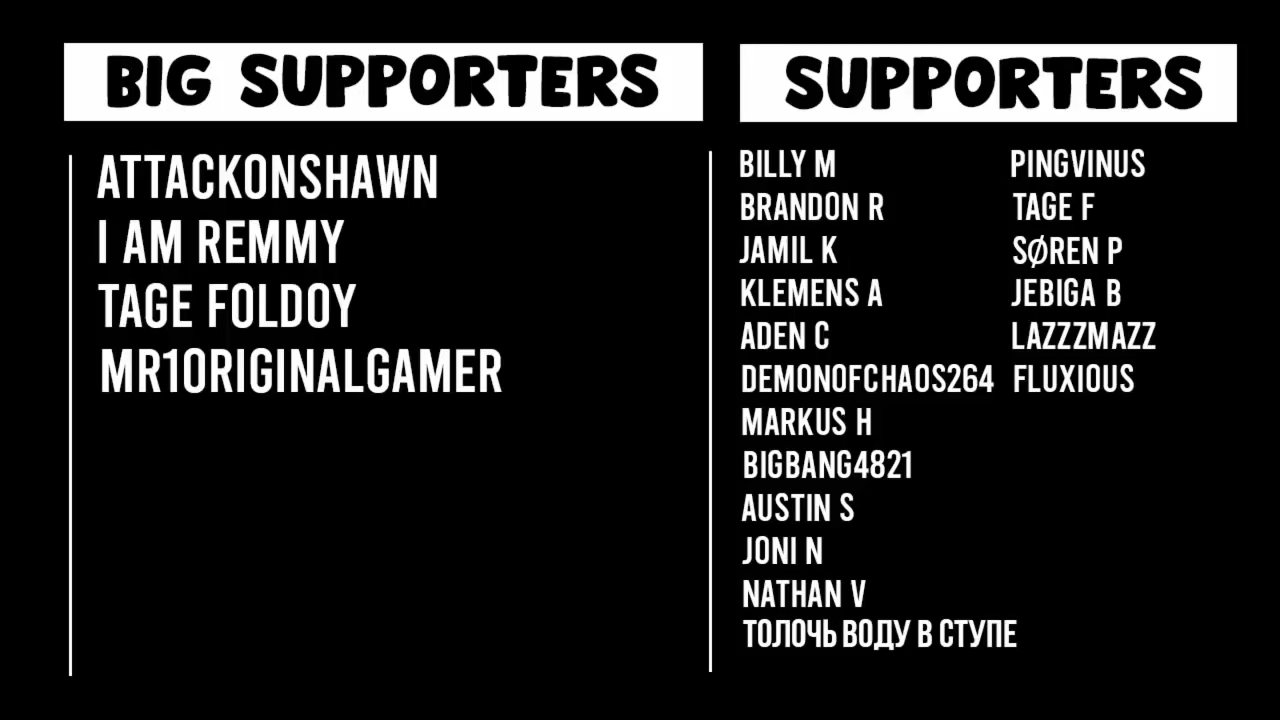 BIG SUPPORTERS
ATTACKONSHAWN
I AM REMMY
TAGE FOLDOY
MR1ORIGINALGAMER
SUPPORTERS
BILLY M
BRANDON R
JAMIL K
KLEMENS A
ADEN C
DEMONOFCHAOS264
MARKUS H
BIGBANG4821
AUSTIN S
JONI N
NATHAN V
ТОЛОЧЬ ВОДУ В СТУПЕ
PINGVINUS
TAGE F
SØREN P
JEBIGA B
LAZZZMAZZ
FLUXIOUS